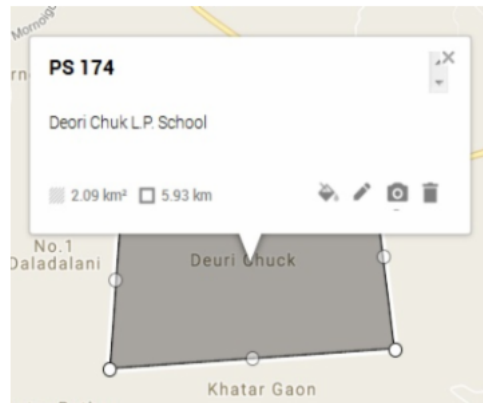 PS 174
Deori Chuk L.P. School
2.09 km² 5.93 km
No.1
Daladalani
Deuri Chuck
Khatar Gaon